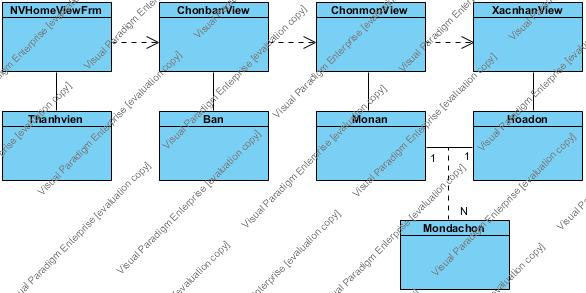 NVHomeViewFrm
ChonbanView
ChonmonView
XacnhanView
Thanhvien
Ban
Monan
Hoadon
1
1
N
Mondachon
Visual Paradigm Enterprise [evaluation copy]